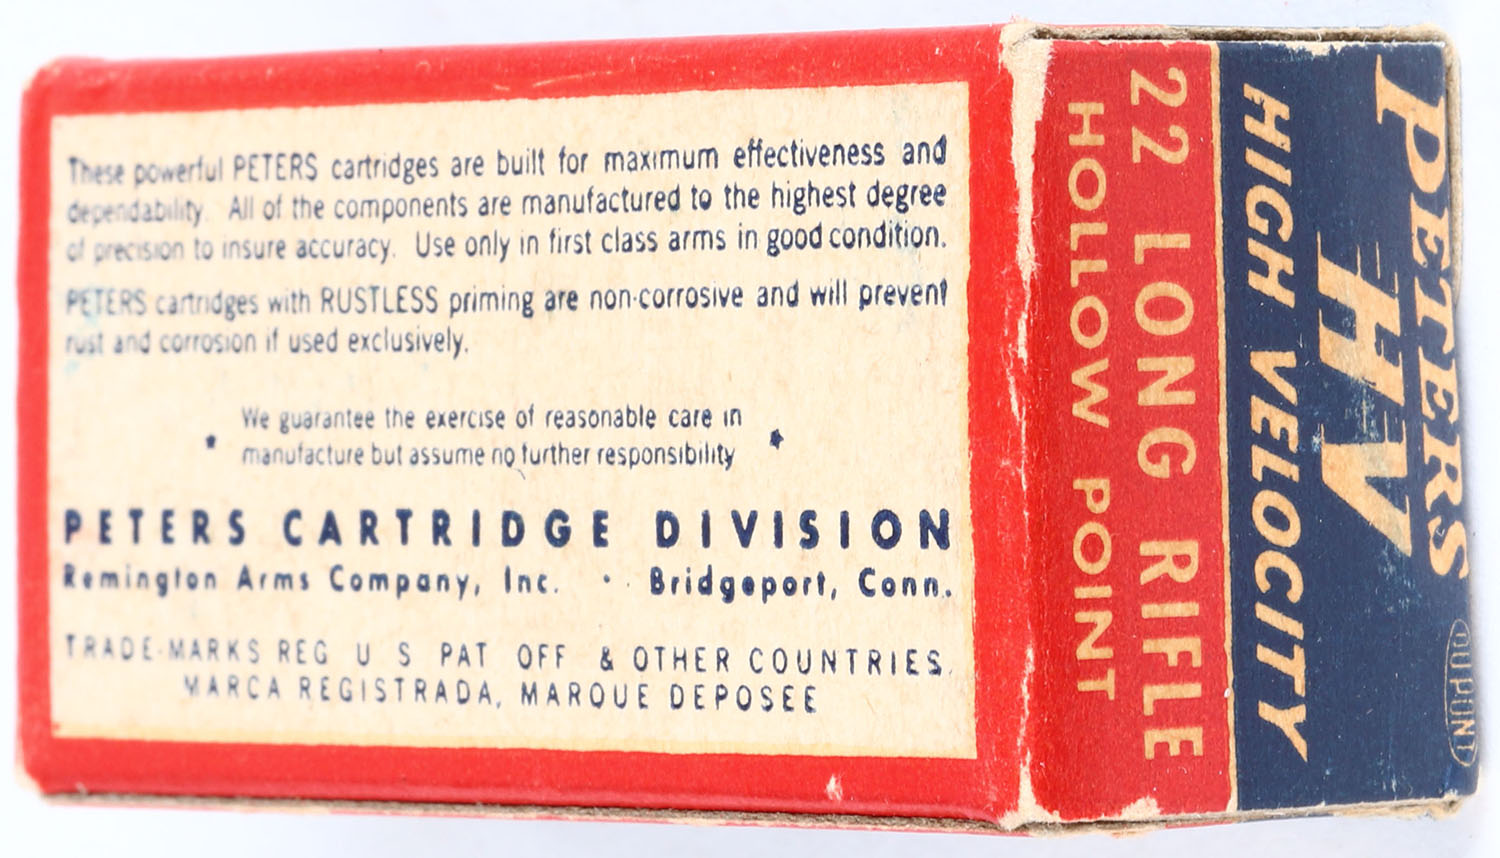 These powerful PETERS cartridges are built for maximum effectiveness and
dependability. All of the components are manufactured to the highest degree
of precision to insure accuracy. Use only in first class arms in good condition.
PETERS cartridges with RUSTLESS priming are non-corrosive and will prevent
rust and corrosion if used exclusively.
We guarantee the exercise of reasonable care in
manufacture but assume no further responsibility
PETERS CARTRIDGE DIVISION
Remington Arms Company, Inc. · Bridgeport, Conn.
TRADE-MARKS REG U S PAT OFF & OTHER COUNTRIES,
MARCA REGISTRADA, MARQUE DEPOSEE
PETERS
HV
HIGH VELOCITY
22 LONG RIFLE
HOLLOW POINT
DUPONT